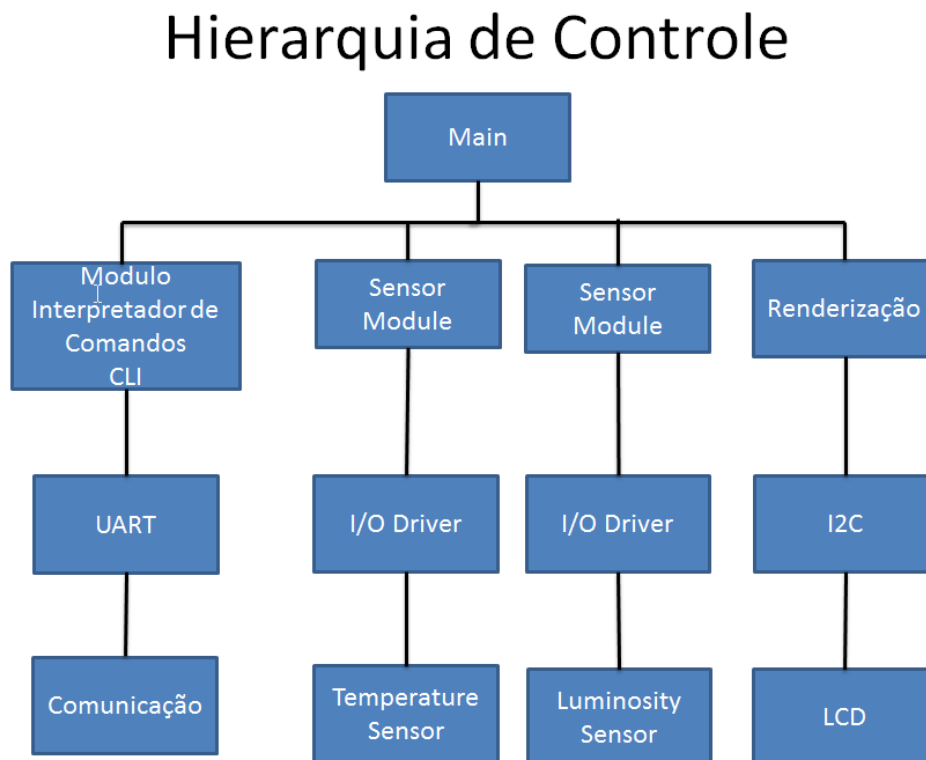 Hierarquia de Controle
Main
Modulo
Interpretador de
Comandos
CLI
Sensor
Module
Sensor
Module
Renderização
UART
I/O Driver
I/O Driver
I2C
Comunicação
Temperature
Sensor
Luminosity
Sensor
LCD